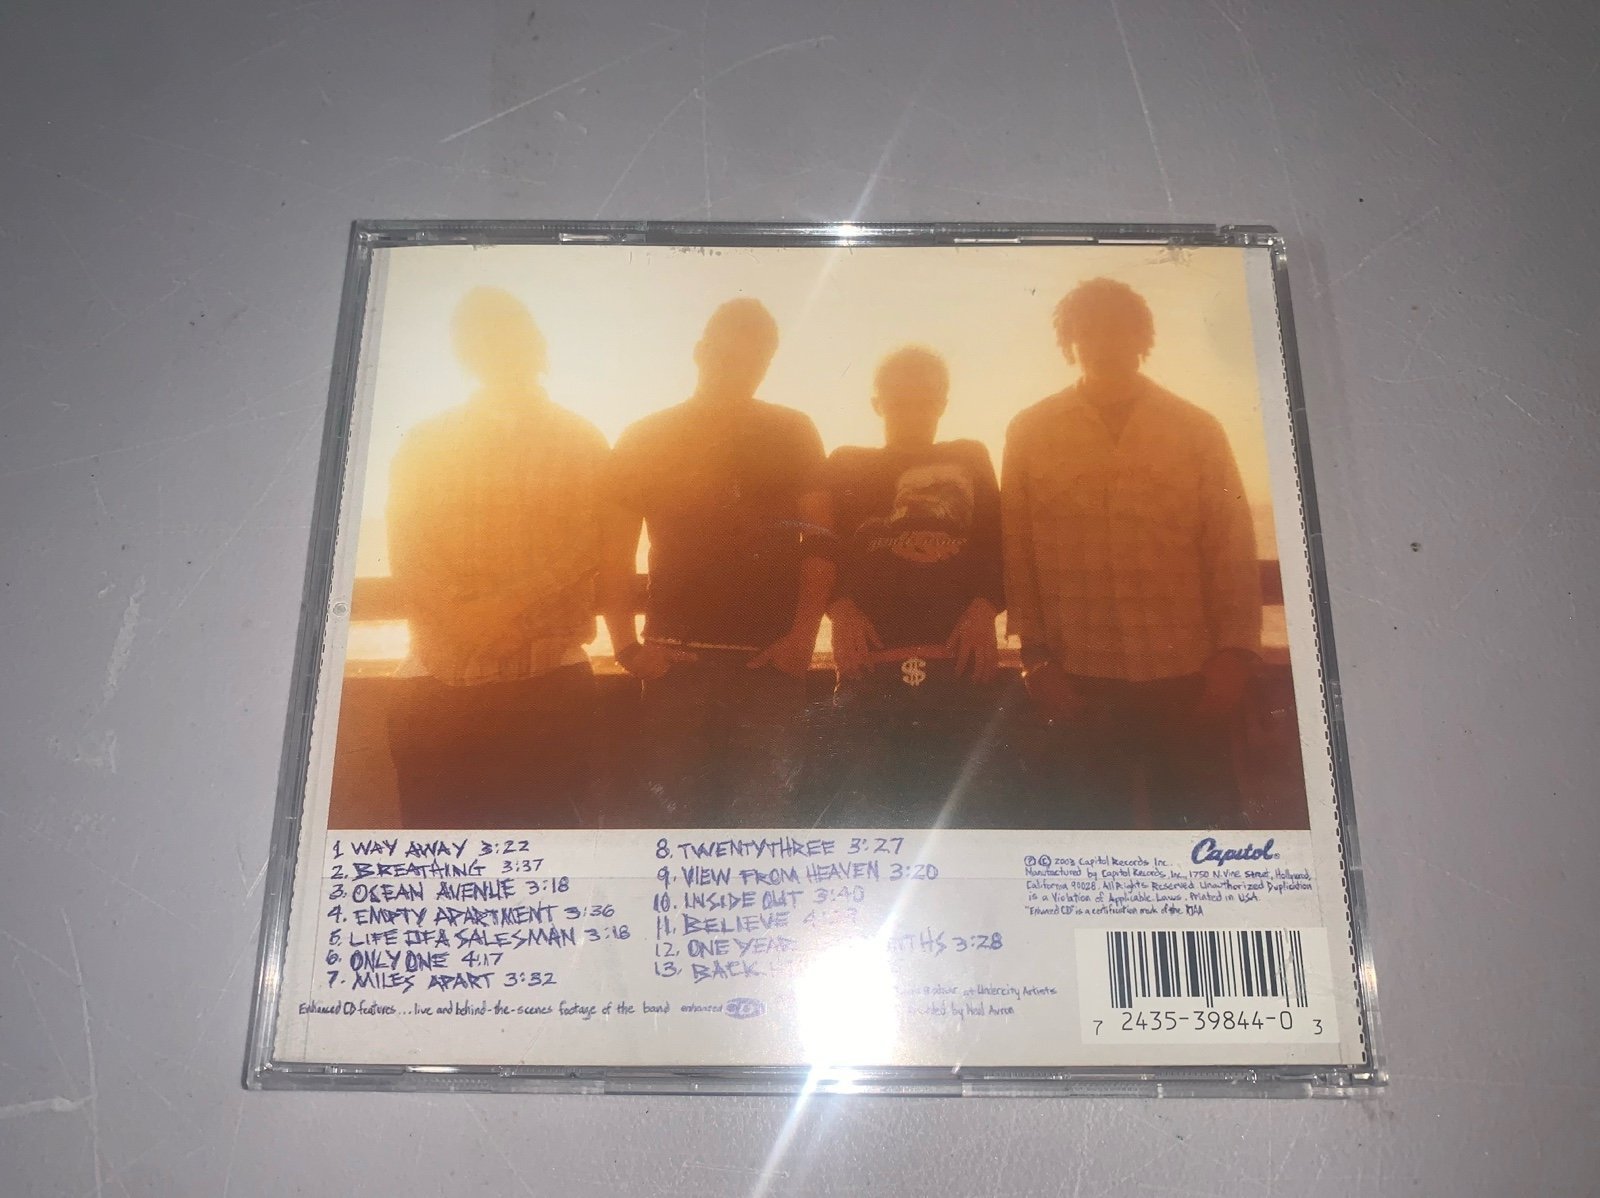 1 WAY AWAY 3:22
2. BREATHING 3:37
3. OCEAN AVENUE 3:18
4. EMPTY APARTMENT 3:36
5. LIFE OF A SALESMAN 3:18
6. ONLY ONE 4:17
7. MILES APART 3:32
8. TWENTYTHREE 3:27
9. VIEW FROM HEAVEN 3:20
10. INSIDE OUT 3:40
11. BELIEVE
12. ONE YEAR 3:28
13. BACK
Enhanced CD features...live and behind-the-scenes footage of the band enhanced
at Undercity Artists
by Neal Avron
Capitol®
Ⓟ © 2003 Capitol Records Inc.
Manufactured by Capitol Records, Inc., 1750 N. Vine Street, Hollywood,
California 90028. All Rights Reserved. Unauthorized Duplication
is a Violation of Applicable Laws. Printed in U.S.A.
"Enhanced CD" is a certification mark of the RIAA
7 2435-39844-0 3